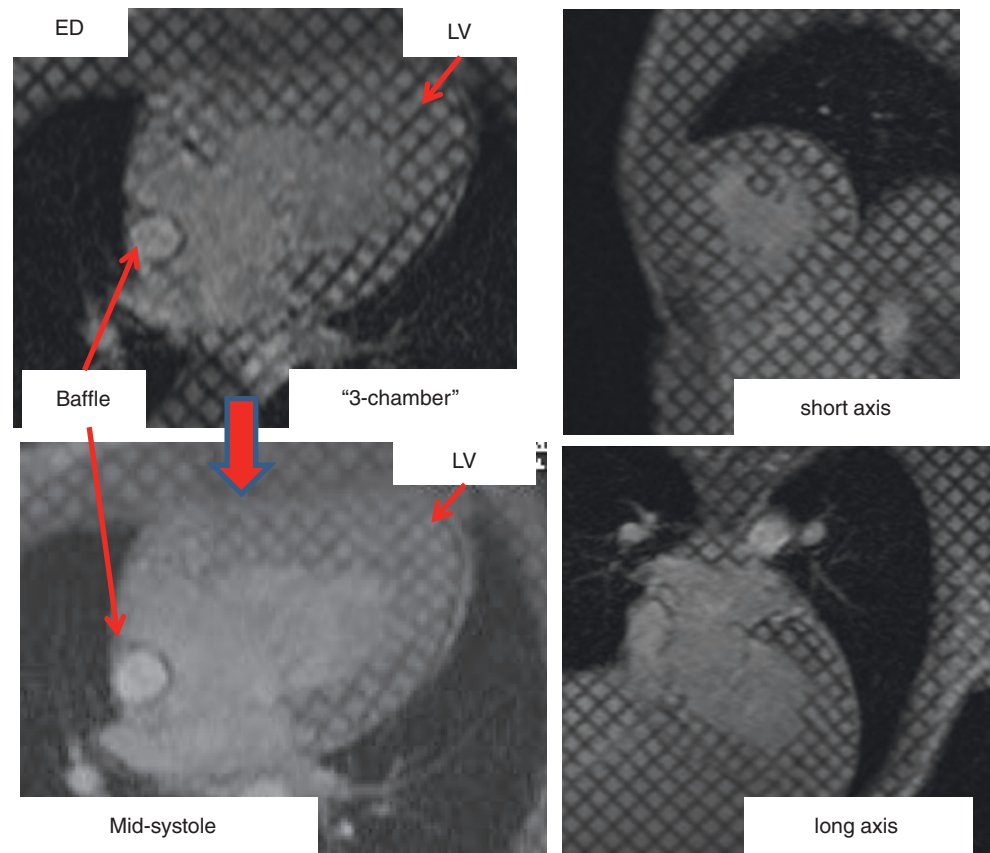 ED
LV
Baffle
“3-chamber”
short axis
LV
Mid-systole
long axis